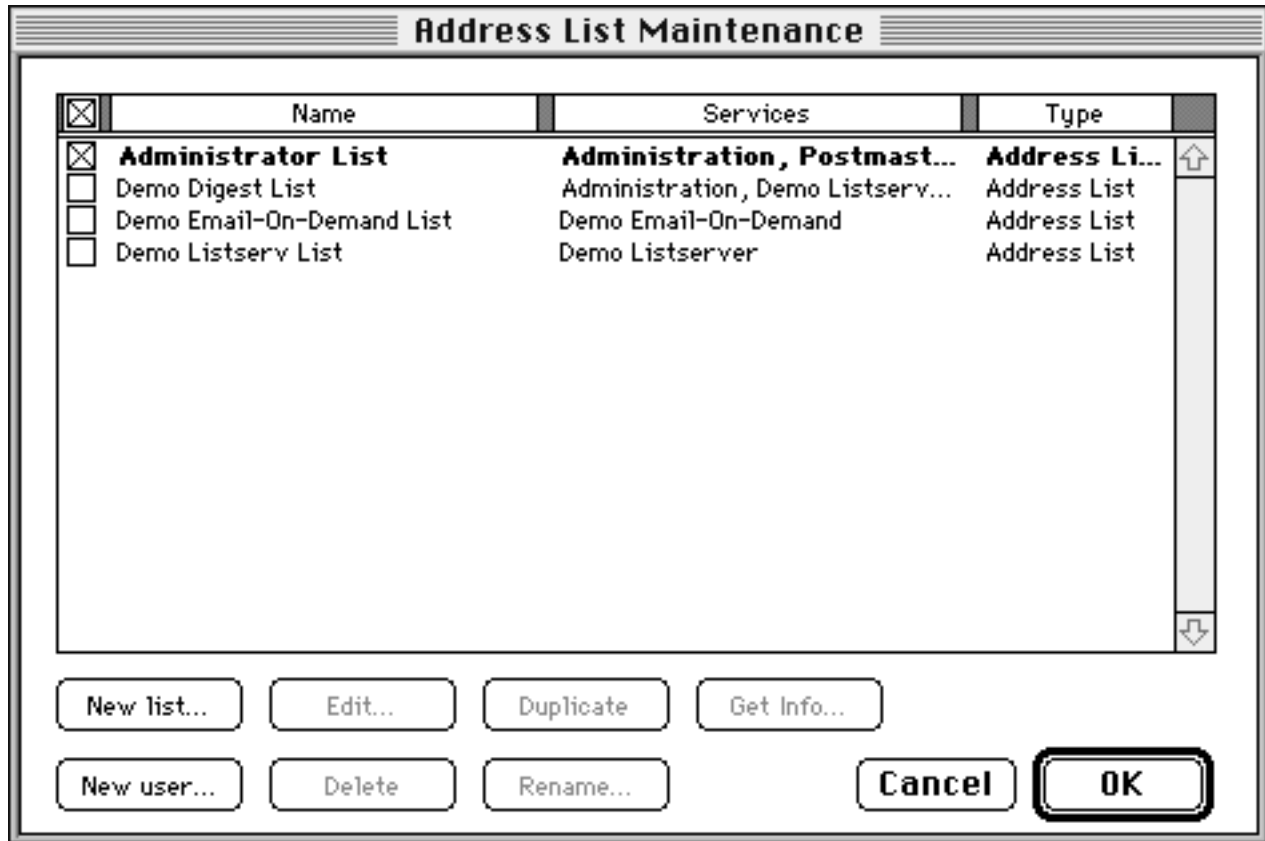 Address List Maintenance
Name Services Type
Administrator List Administration, Postmast... Address Li...
Demo Digest List Administration, Demo Listserv... Address List
Demo Email-On-Demand List Demo Email-On-Demand Address List
Demo Listserv List Demo Listserver Address List
New list... Edit... Duplicate Get Info...
New user... Delete Rename... Cancel OK